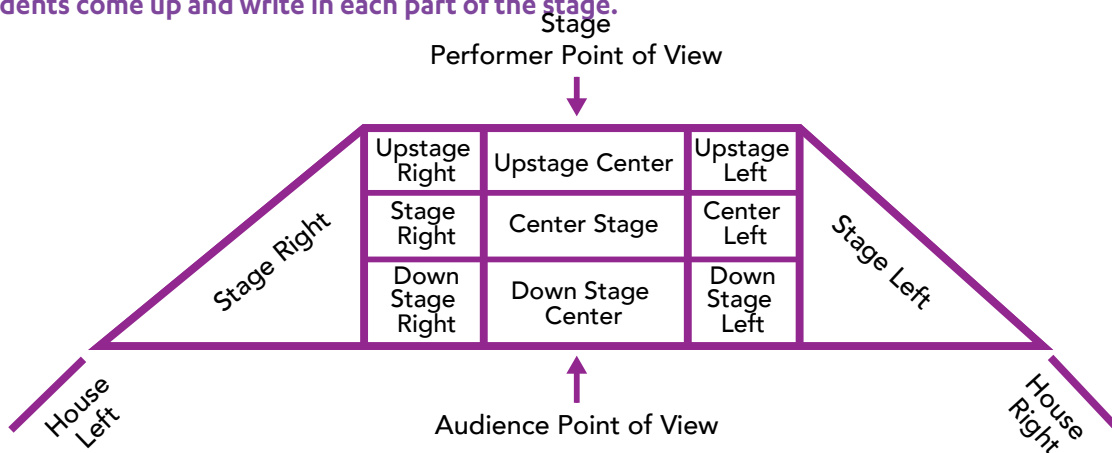 dents come up and write in each part of the stage.
Stage
Performer Point of View
Upstage
Right
Upstage Center
Upstage
Left
Stage
Right
Center Stage
Center
Left
Down
Stage
Right
Down Stage
Center
Down
Stage
Left
Stage Right
Stage Left
House
Left
Audience Point of View
House
Right